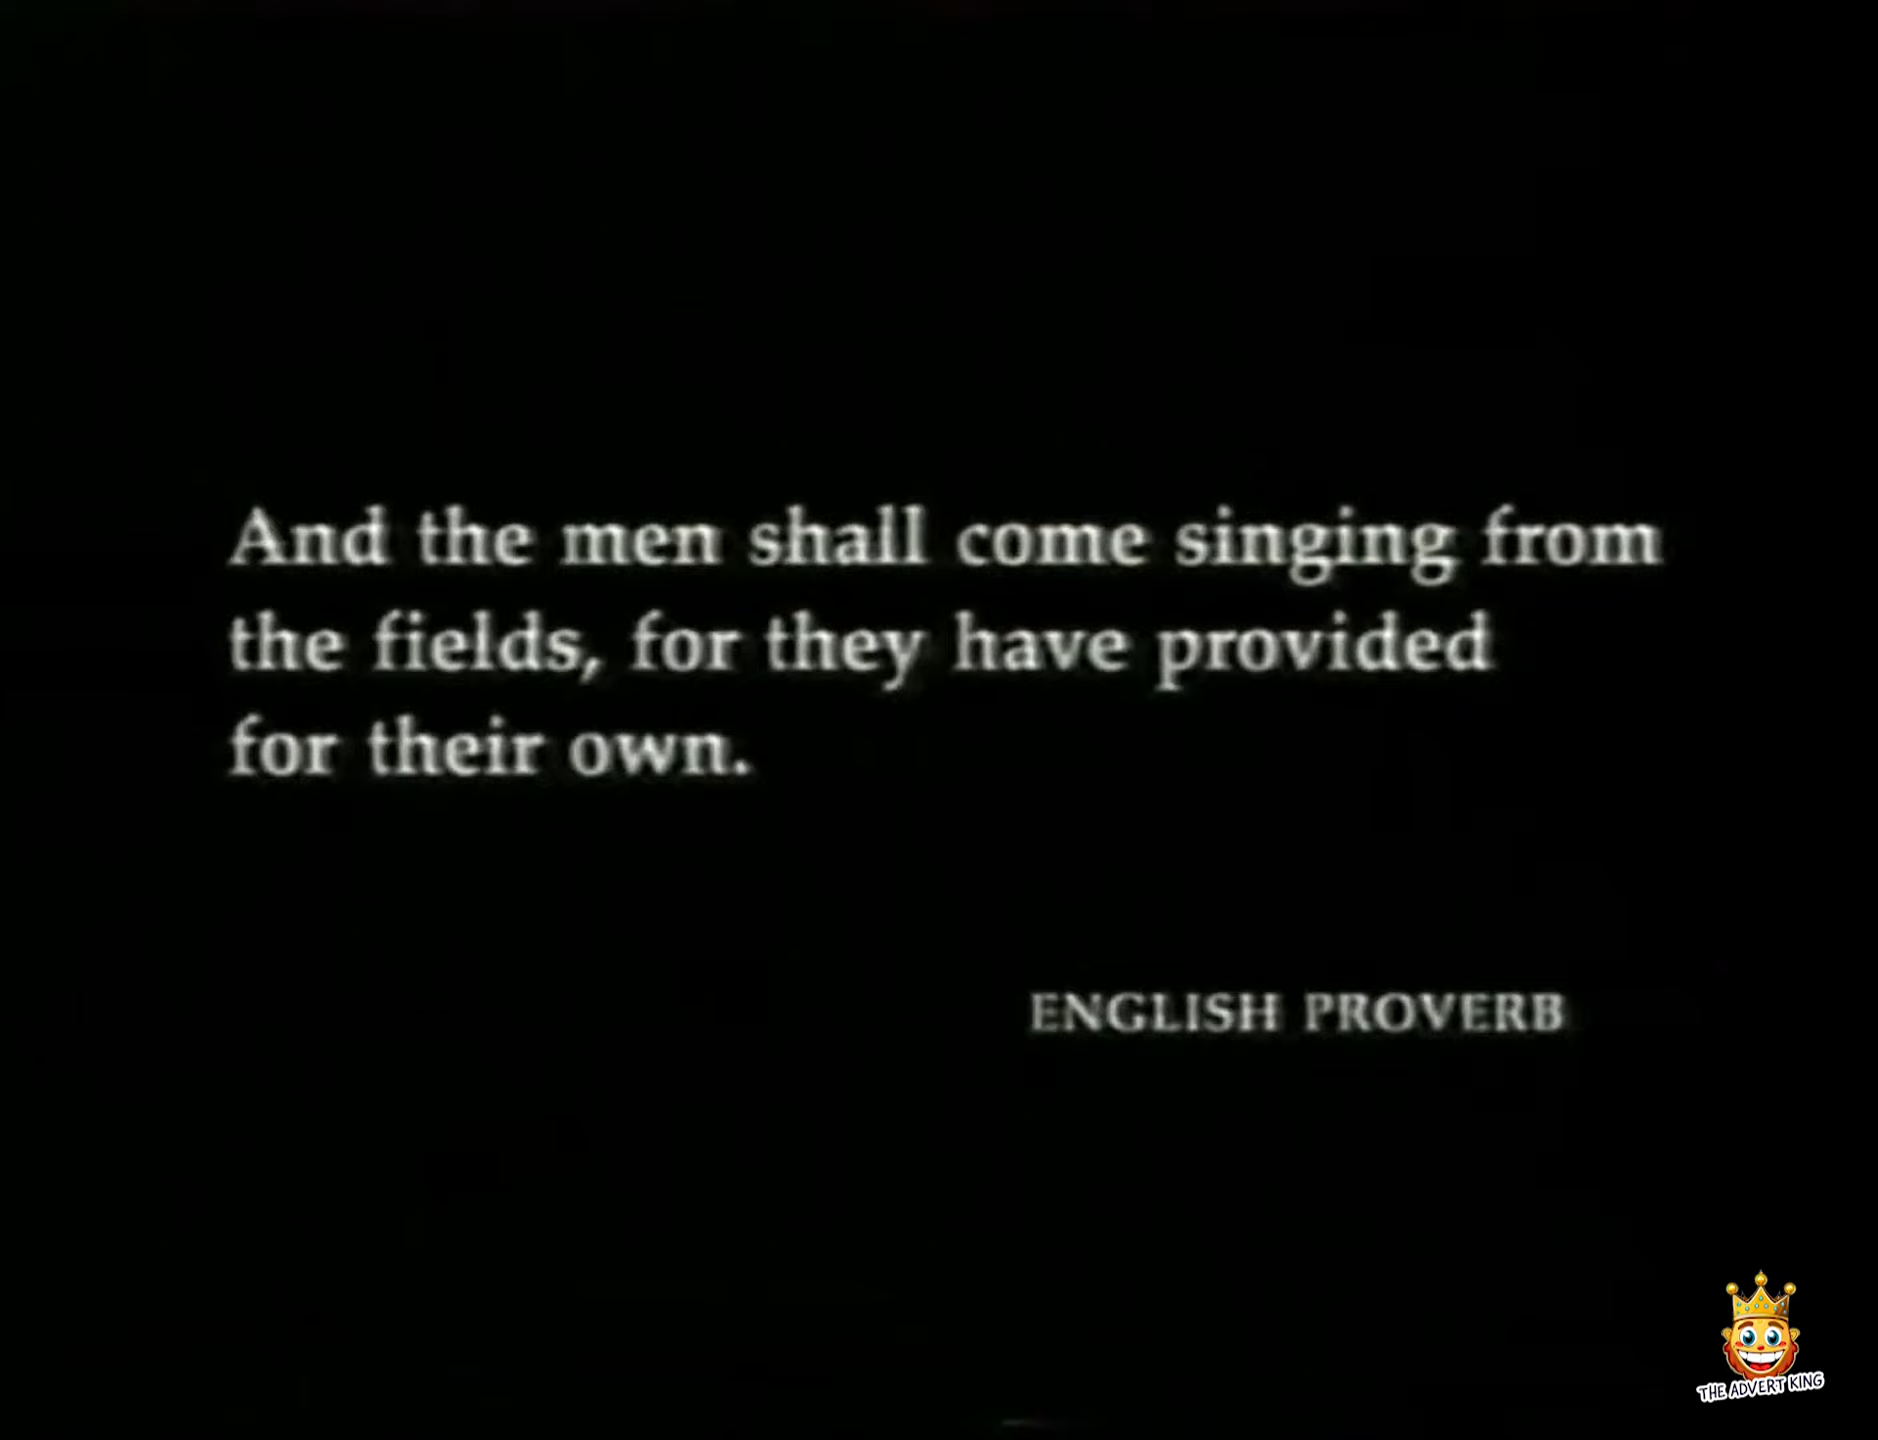 And the men shall come singing from
the fields, for they have provided
for their own.
ENGLISH PROVERB
THE ADVERT KING